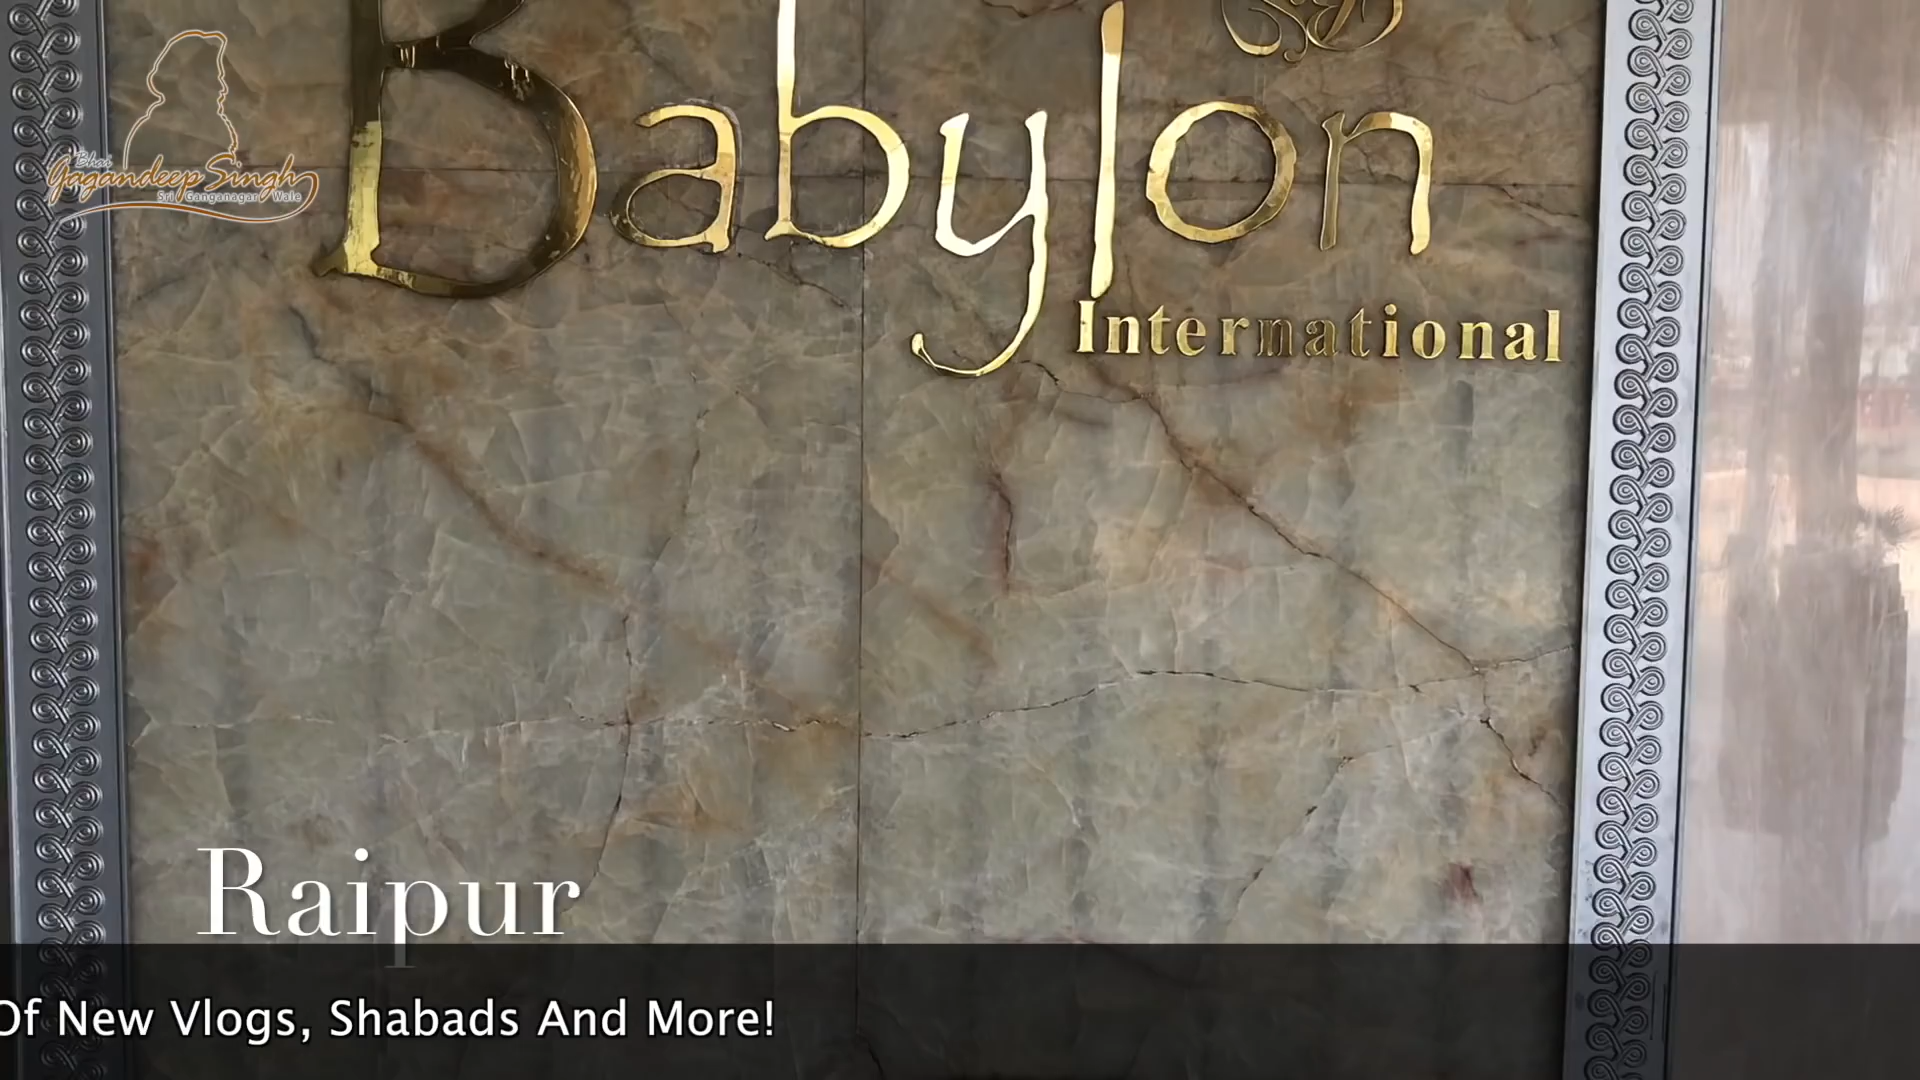 Babylon
International
Bhai
Gagandeep Singh
Sri Ganganagar Wale
Raipur
Of New Vlogs, Shabads And More!